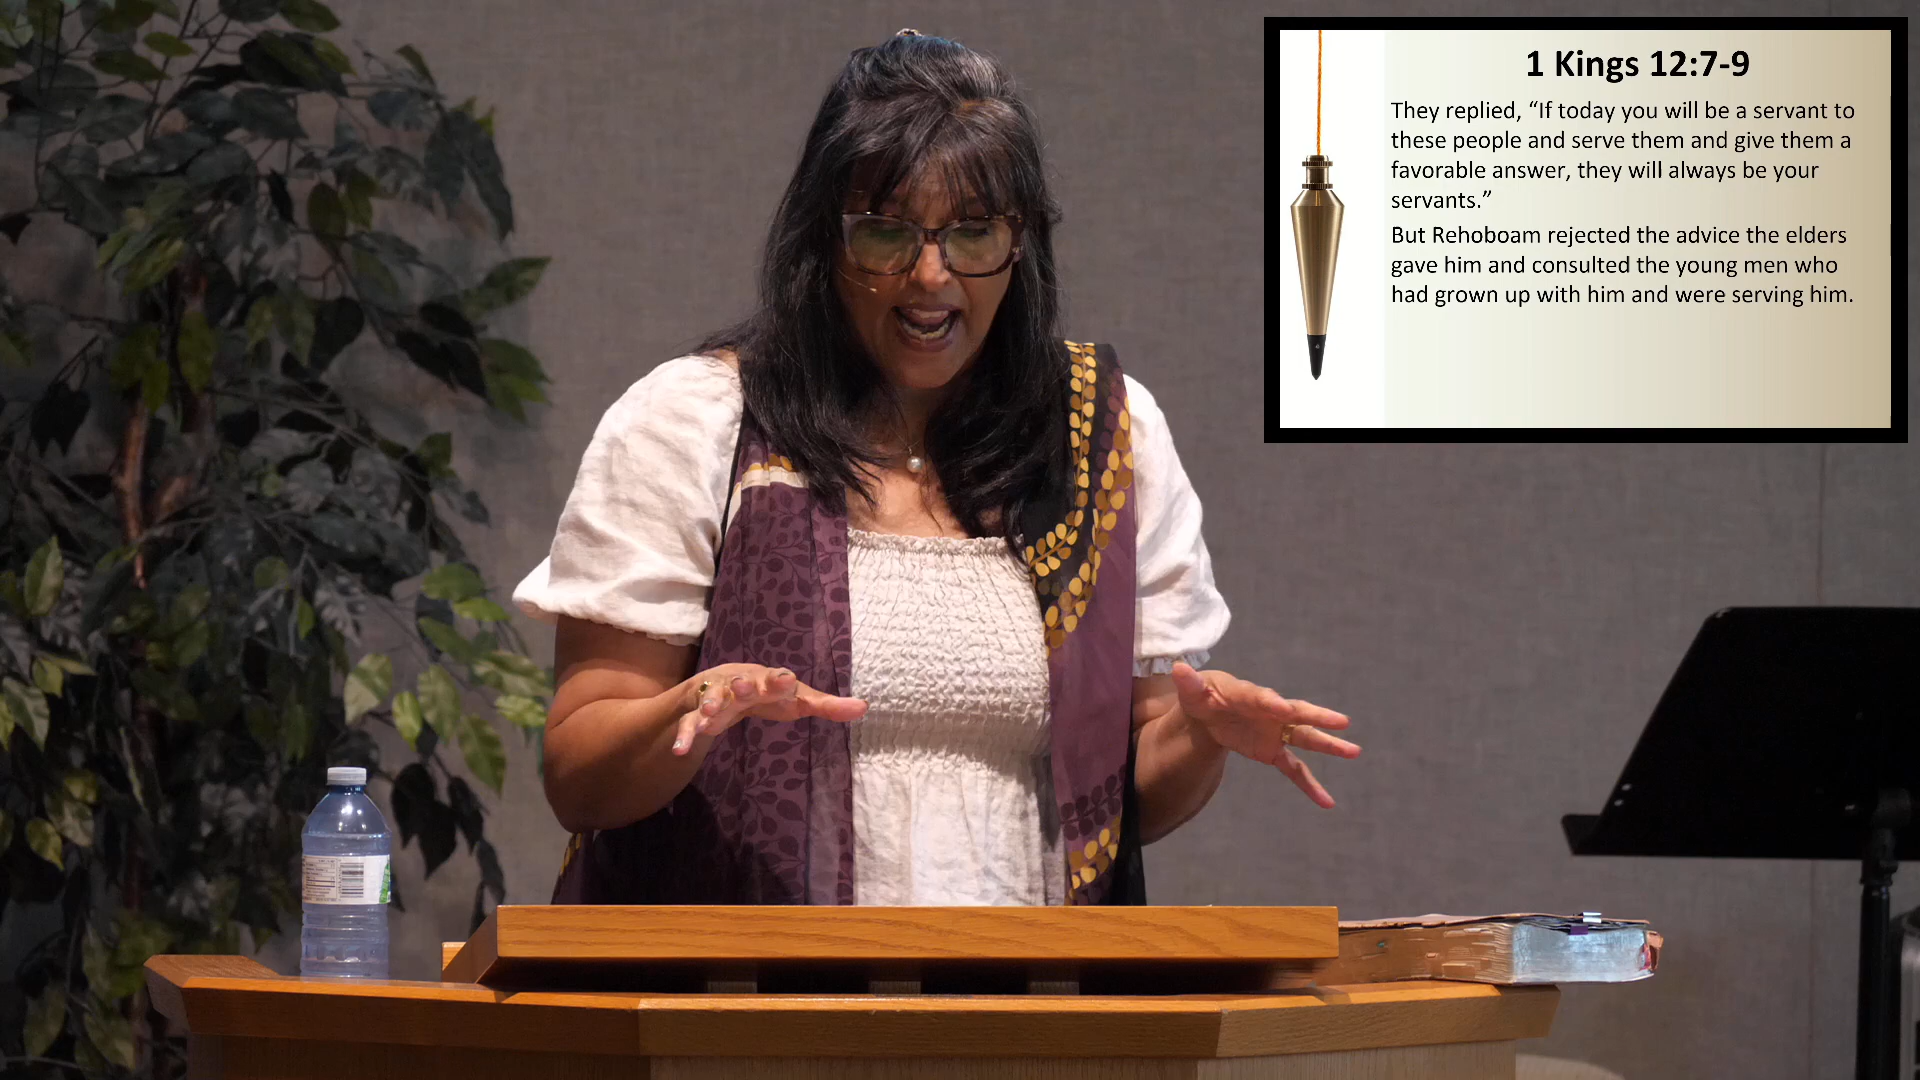 1 Kings 12:7-9
They replied, “If today you will be a servant to
these people and serve them and give them a
favorable answer, they will always be your
servants.”
But Rehoboam rejected the advice the elders
gave him and consulted the young men who
had grown up with him and were serving him.